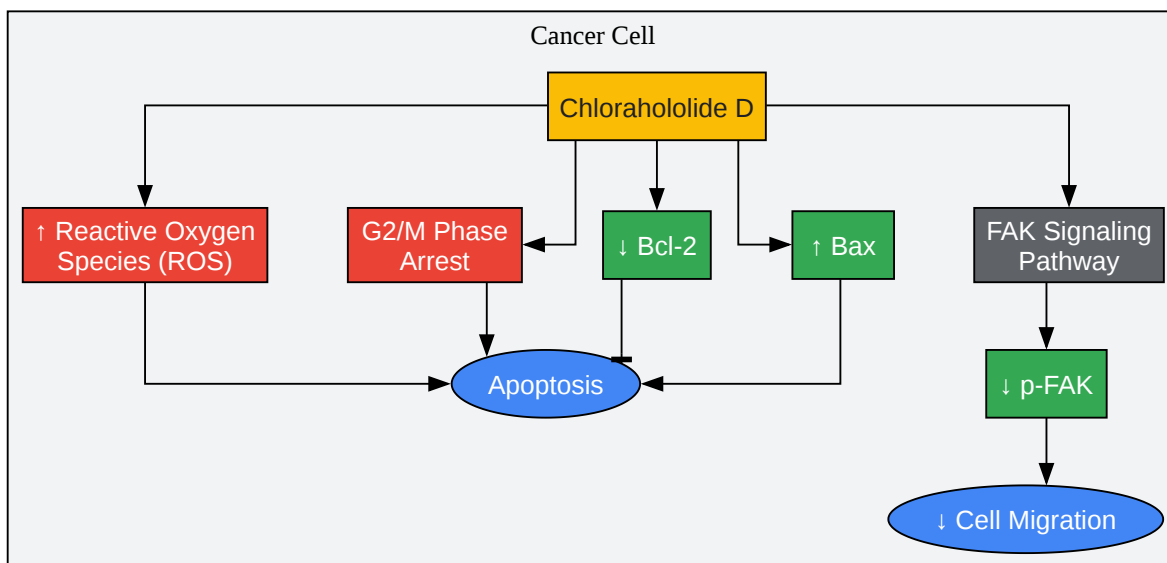 Cancer Cell
Chlorahololide D
↑ Reactive Oxygen
Species (ROS)
G2/M Phase
Arrest
↓ Bcl-2
↑ Bax
FAK Signaling
Pathway
Apoptosis
↓ p-FAK
↓ Cell Migration